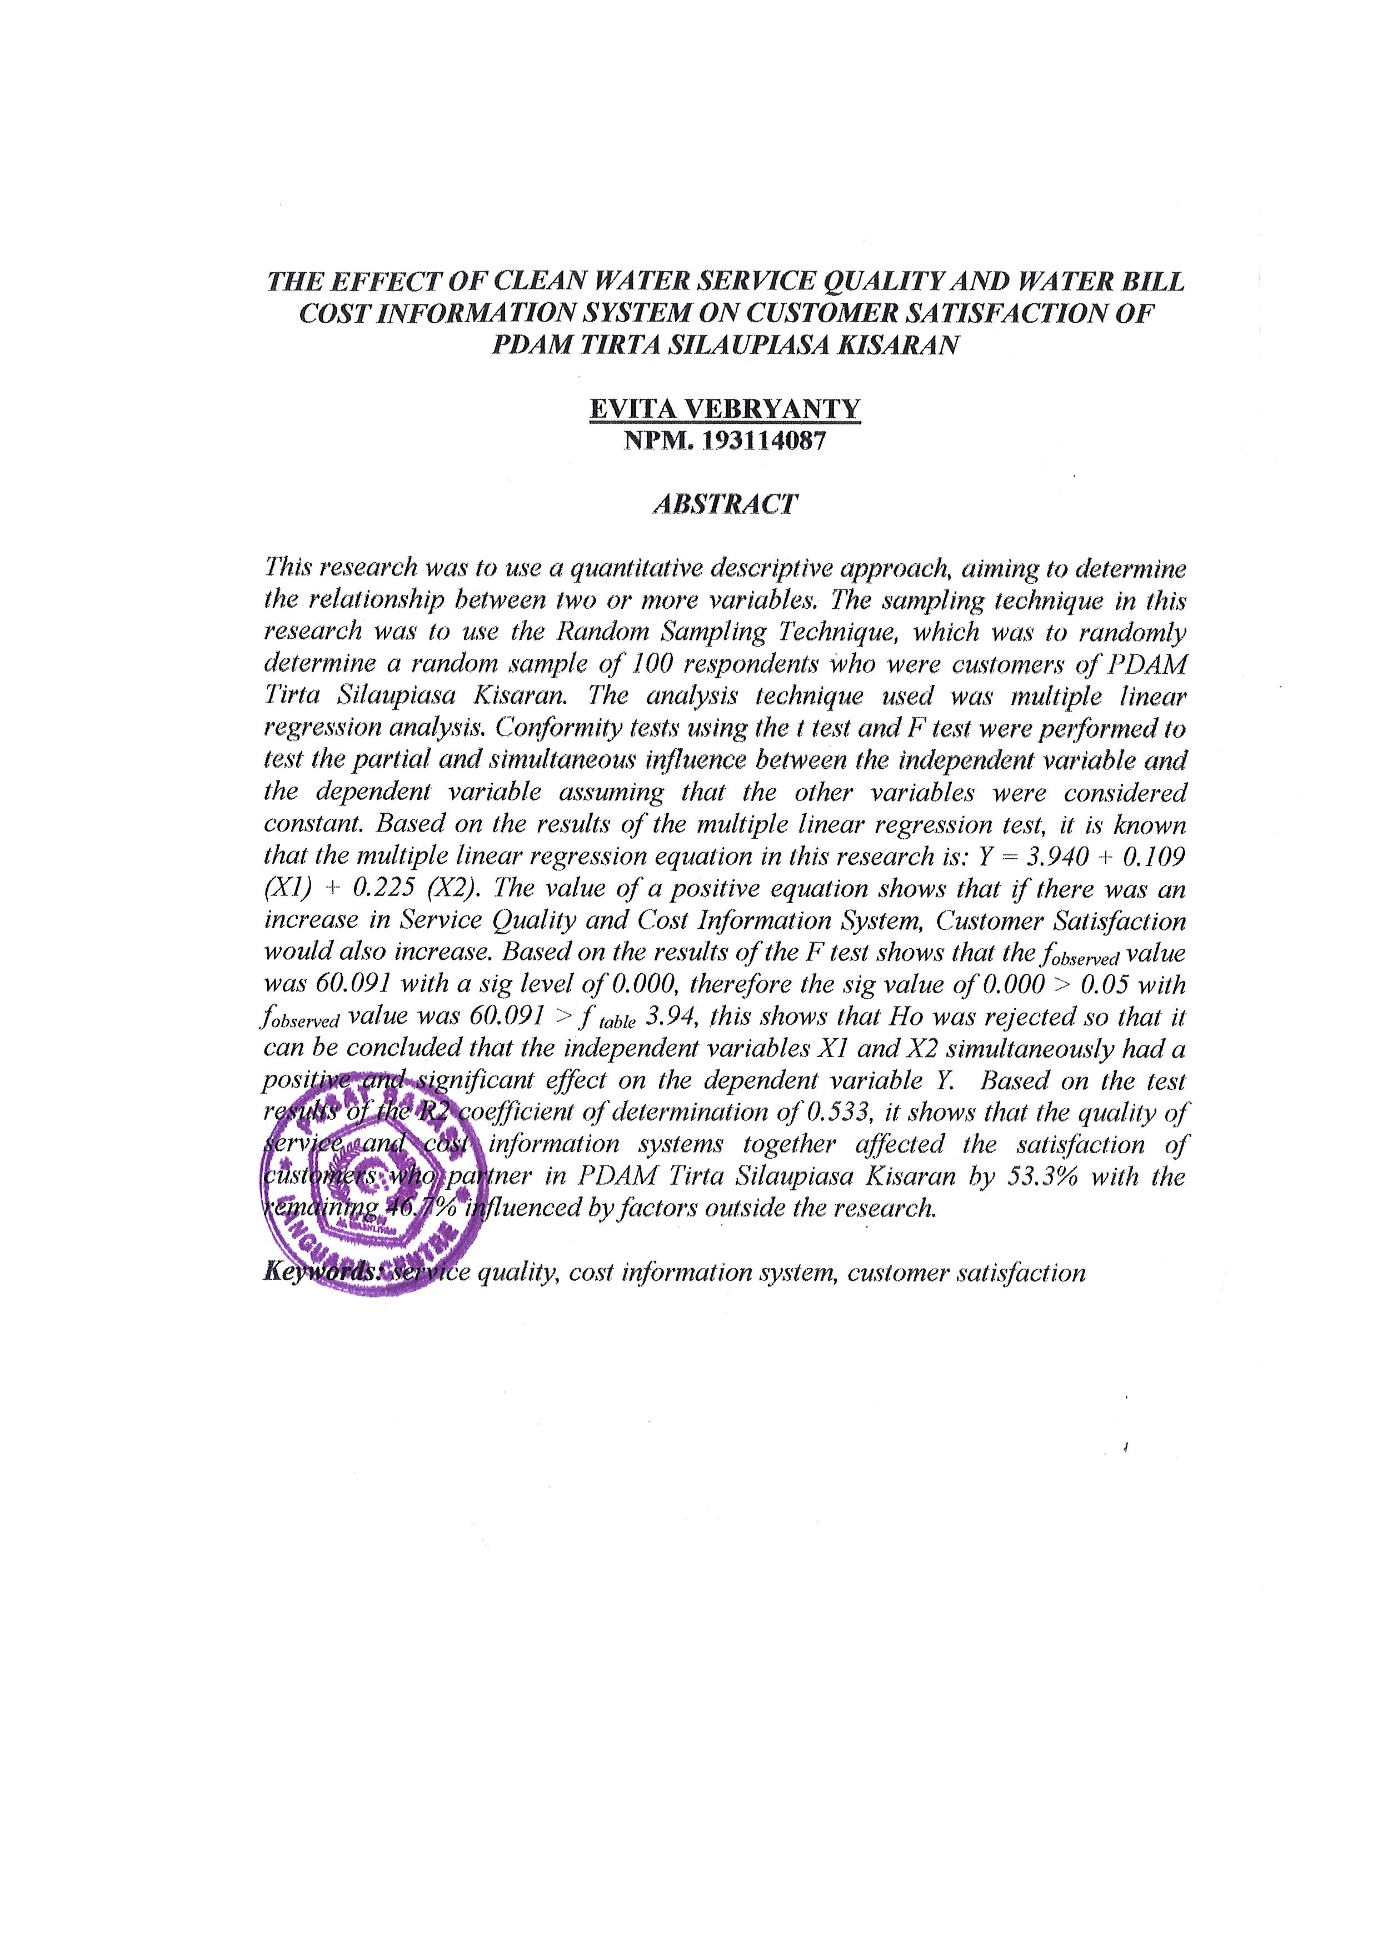 THE EFFECT OF CLEAN WATER SERVICE QUALITY AND WATER BILL
COST INFORMATION SYSTEM ON CUSTOMER SATISFACTION OF
PDAM TIRTA SILAUPIASA KISARAN
EVITA VEBRYANTY
NPM. 193114087
ABSTRACT
This research was to use a quantitative descriptive approach, aiming to determine
the relationship between two or more variables. The sampling technique in this
research was to use the Random Sampling Technique, which was to randomly
determine a random sample of 100 respondents who were customers of PDAM
Tirta Silaupiasa Kisaran. The analysis technique used was multiple linear
regression analysis. Conformity tests using the t test and F test were performed to
test the partial and simultaneous influence between the independent variable and
the dependent variable assuming that the other variables were considered
constant. Based on the results of the multiple linear regression test, it is known
that the multiple linear regression equation in this research is: Y = 3.940 + 0.109
(X1) + 0.225 (X2). The value of a positive equation shows that if there was an
increase in Service Quality and Cost Information System, Customer Satisfaction
would also increase. Based on the results of the F test shows that the fobserved value
was 60.091 with a sig level of 0.000, therefore the sig value of 0.000 > 0.05 with
fobserved value was 60.091 > f table 3.94, this shows that Ho was rejected so that it
can be concluded that the independent variables X1 and X2 simultaneously had a
positive and significant effect on the dependent variable Y. Based on the test
results of the R2 coefficient of determination of 0.533, it shows that the quality of
service and cost information systems together affected the satisfaction of
customers who partner in PDAM Tirta Silaupiasa Kisaran by 53.3% with the
remaining 46.7% influenced by factors outside the research.
Keywords: service quality, cost information system, customer satisfaction
PUSAT BAHASA
LANGUAGE CENTRE